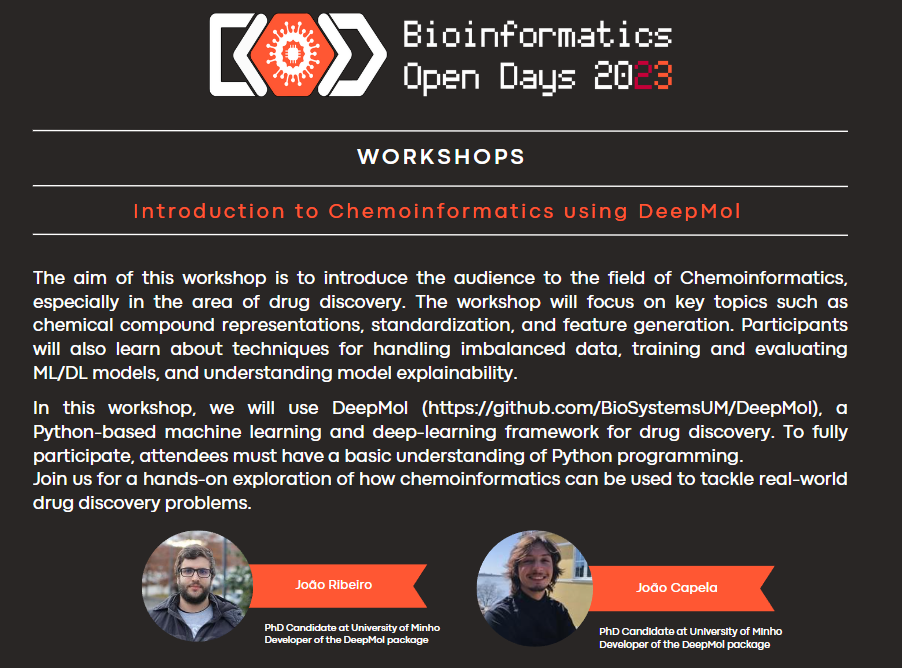 Bioinformatics
Open Days 2023
WORKSHOPS
Introduction to Chemoinformatics using DeepMol
The aim of this workshop is to introduce the audience to the field of Chemoinformatics,
especially in the area of drug discovery. The workshop will focus on key topics such as
chemical compound representations, standardization, and feature generation. Participants
will also learn about techniques for handling imbalanced data, training and evaluating
ML/DL models, and understanding model explainability.
In this workshop, we will use DeepMol (https://github.com/BioSystemsUM/DeepMol), a
Python-based machine learning and deep-learning framework for drug discovery. To fully
participate, attendees must have a basic understanding of Python programming.
Join us for a hands-on exploration of how chemoinformatics can be used to tackle real-world
drug discovery problems.
João Ribeiro
PhD Candidate at University of Minho
Developer of the DeepMol package
João Capela
PhD Candidate at University of Minho
Developer of the DeepMol package